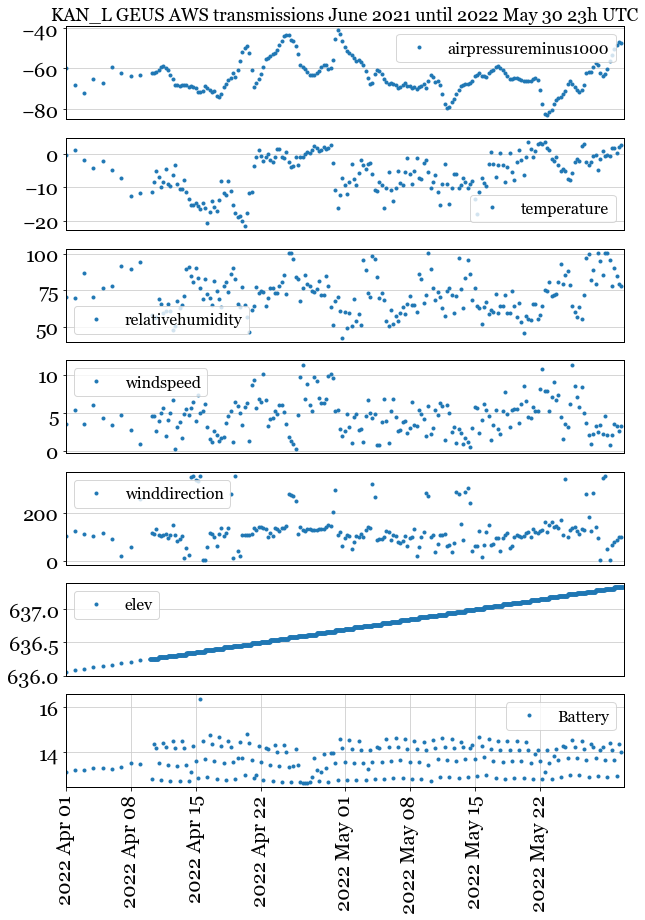 KAN_L GEUS AWS transmissions June 2021 until 2022 May 30 23h UTC
−40
−60
−80
airpressureminus1000
0
−10
−20
temperature
100
75
50
relativehumidity
10
5
0
windspeed
200
0
winddirection
637.0
636.5
636.0
elev
16
14
Battery
2022 Apr 01
2022 Apr 08
2022 Apr 15
2022 Apr 22
2022 May 01
2022 May 08
2022 May 15
2022 May 22